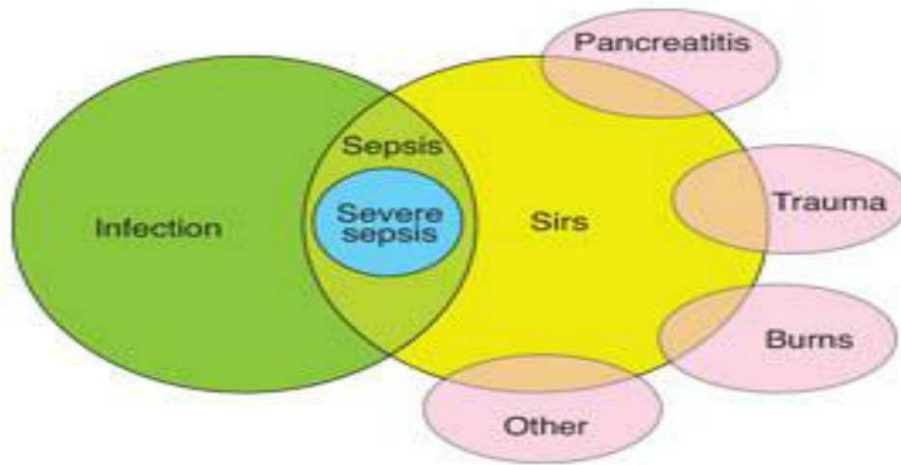 Pancreatitis
Sepsis
Trauma
Infection
Severe
sepsis
Sirs
Burns
Other